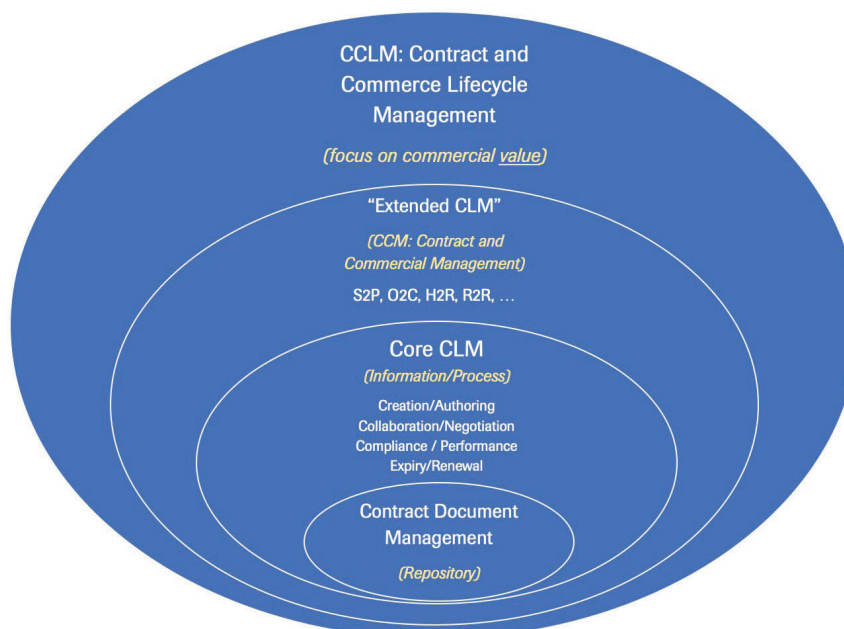 CCLM: Contract and
Commerce Lifecycle
Management
(focus on commercial value)
“Extended CLM”
(CCM: Contract and
Commercial Management)
S2P, O2C, H2R, R2R, ...
Core CLM
(Information/Process)
Creation/Authoring
Collaboration/Negotiation
Compliance / Performance
Expiry/Renewal
Contract Document
Management
(Repository)